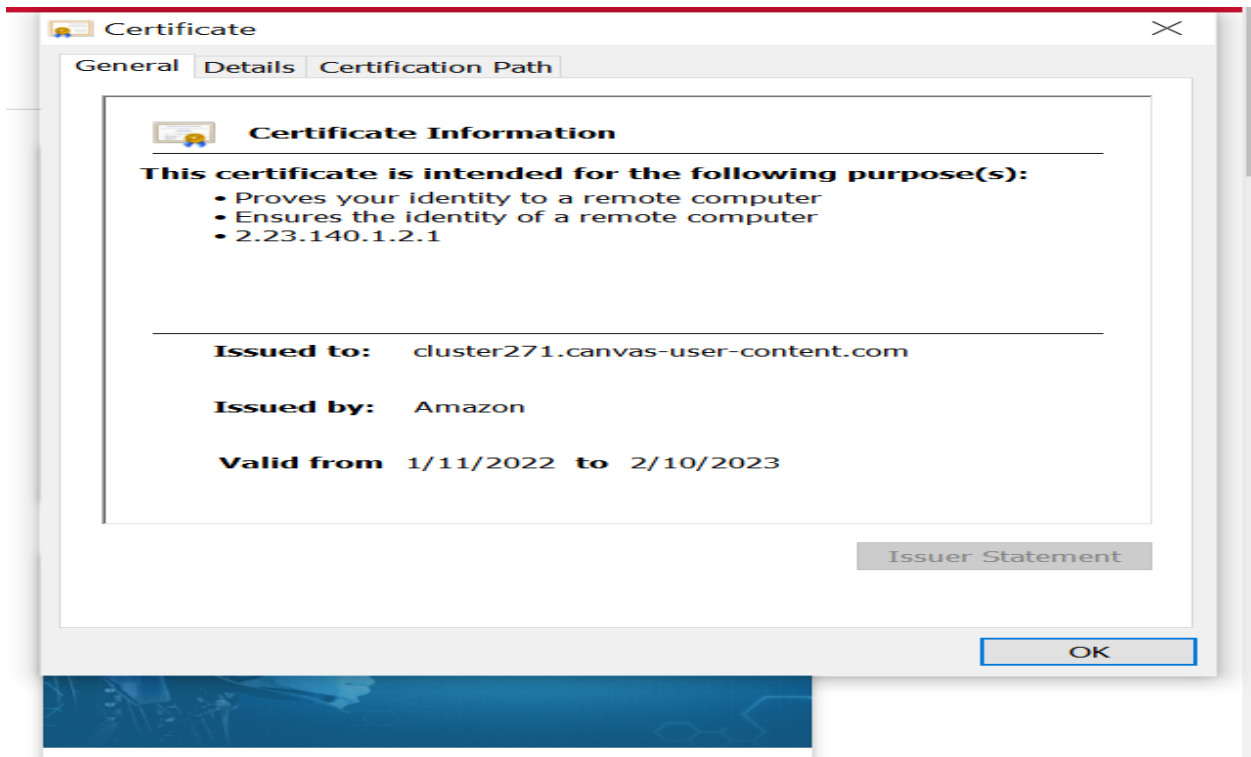 Certificate
General Details Certification Path
Certificate Information
This certificate is intended for the following purpose(s):
• Proves your identity to a remote computer
• Ensures the identity of a remote computer
• 2.23.140.1.2.1
Issued to: cluster271.canvas-user-content.com
Issued by: Amazon
Valid from 1/11/2022 to 2/10/2023
Issuer Statement
OK